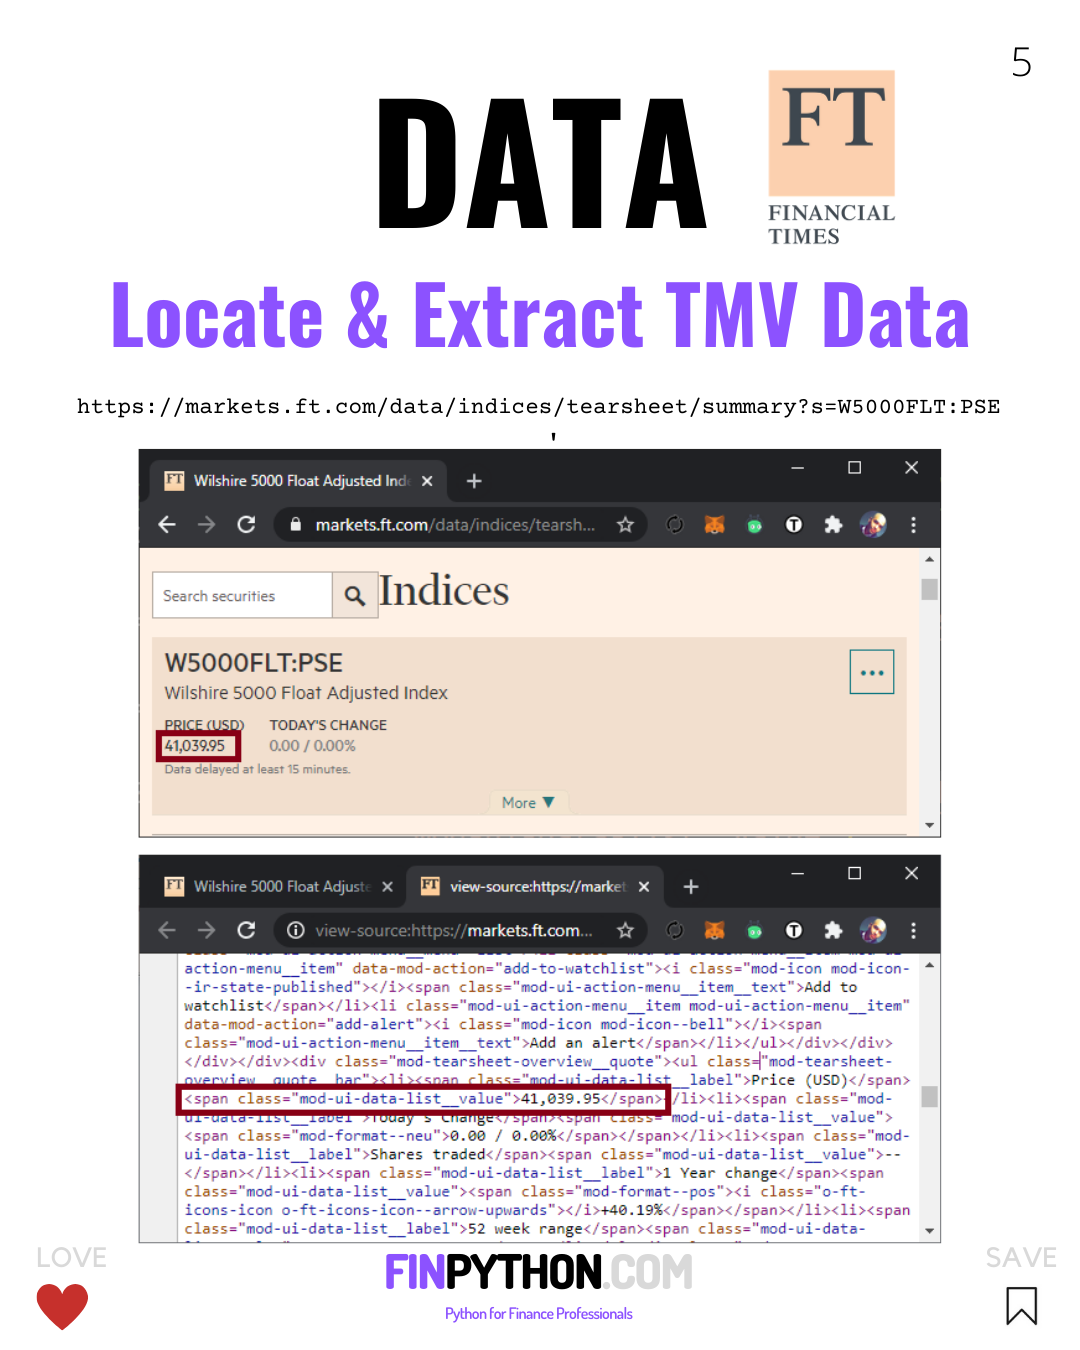 5
DATA
FT
FINANCIAL
TIMES
Locate & Extract TMV Data
https://markets.ft.com/data/indices/tearsheet/summary?s=W5000FLT:PSE
'
FT Wilshire 5000 Float Adjusted Ind
markets.ft.com/data/indices/tearsh...
Search securities
Indices
W5000FLT:PSE
Wilshire 5000 Float Adjusted Index
PRICE (USD) TODAY'S CHANGE
41,039.95 0.00 / 0.00%
Data delayed at least 15 minutes.
More ▼
FT Wilshire 5000 Float Adjuste FT view-source:https://market
view-source:https://markets.ft.com...
action-menu__item" data-mod-action="add-to-watchlist"><i class="mod-icon mod-icon-
-ir-state-published"></i><span class="mod-ui-action-menu__item__text">Add to
watchlist</span></li><li class="mod-ui-action-menu__item mod-ui-action-menu__item"
data-mod-action="add-alert"><i class="mod-icon mod-icon--bell"></i><span
class="mod-ui-action-menu__item__text">Add an alert</span></li></ul></div></div>
</div></div><div class="mod-tearsheet-overview__quote"><ul class="mod-tearsheet-
overview__quote__bar"><li><span class="mod-ui-data-list__label">Price (USD)</span>
<span class="mod-ui-data-list__value">41,039.95</span></li><li><span class="mod-
ui-data-list__label">Today's Change</span><span class="mod-ui-data-list__value">
<span class="mod-format--neu">0.00 / 0.00%</span></span></li><li><span class="mod-
ui-data-list__label">Shares traded</span><span class="mod-ui-data-list__value">--
</span></li><li><span class="mod-ui-data-list__label">1 Year change</span><span
class="mod-ui-data-list__value"><span class="mod-format--pos"><i class="o-ft-
icons-icon o-ft-icons-icon--arrow-upwards"></i>+40.19%</span></span></li><li><span
class="mod-ui-data-list__label">52 week range</span><span class="mod-ui-data-
LOVE
SAVE
FINPYTHON.COM
Python for Finance Professionals